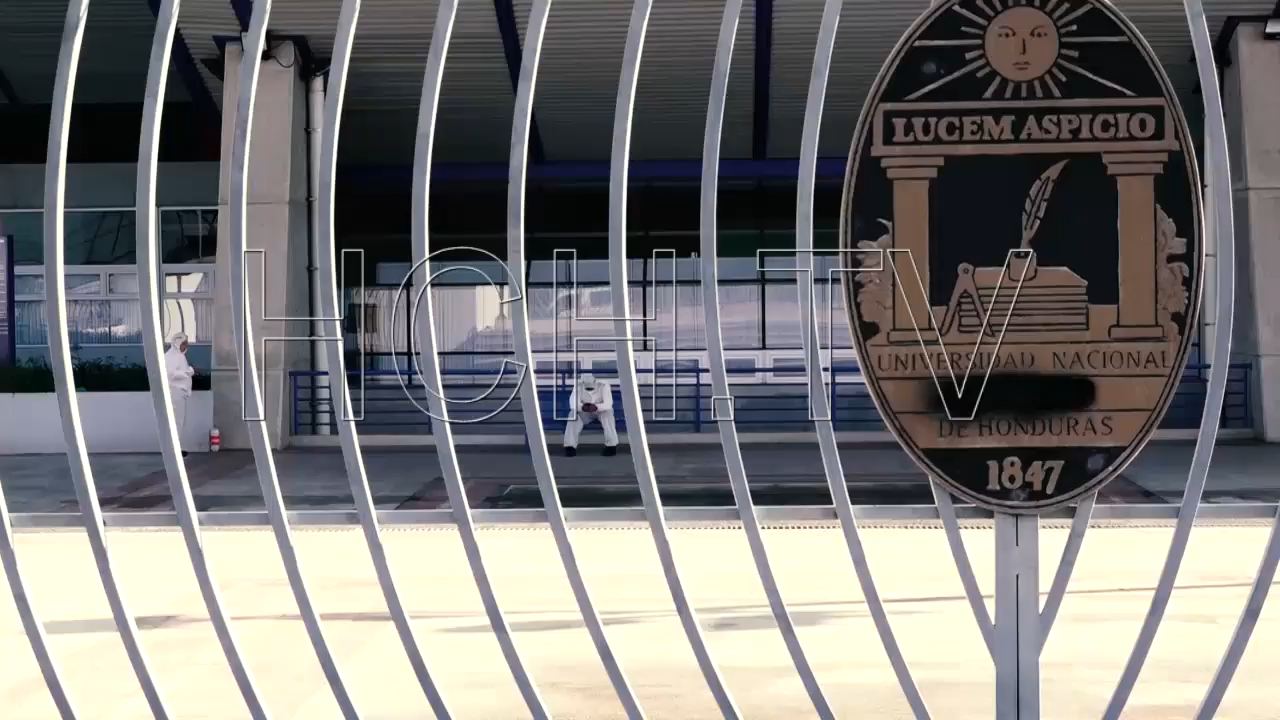 LUCEM ASPICIO
HCH.TV
UNIVERSIDAD NACIONAL
DE HONDURAS
1847